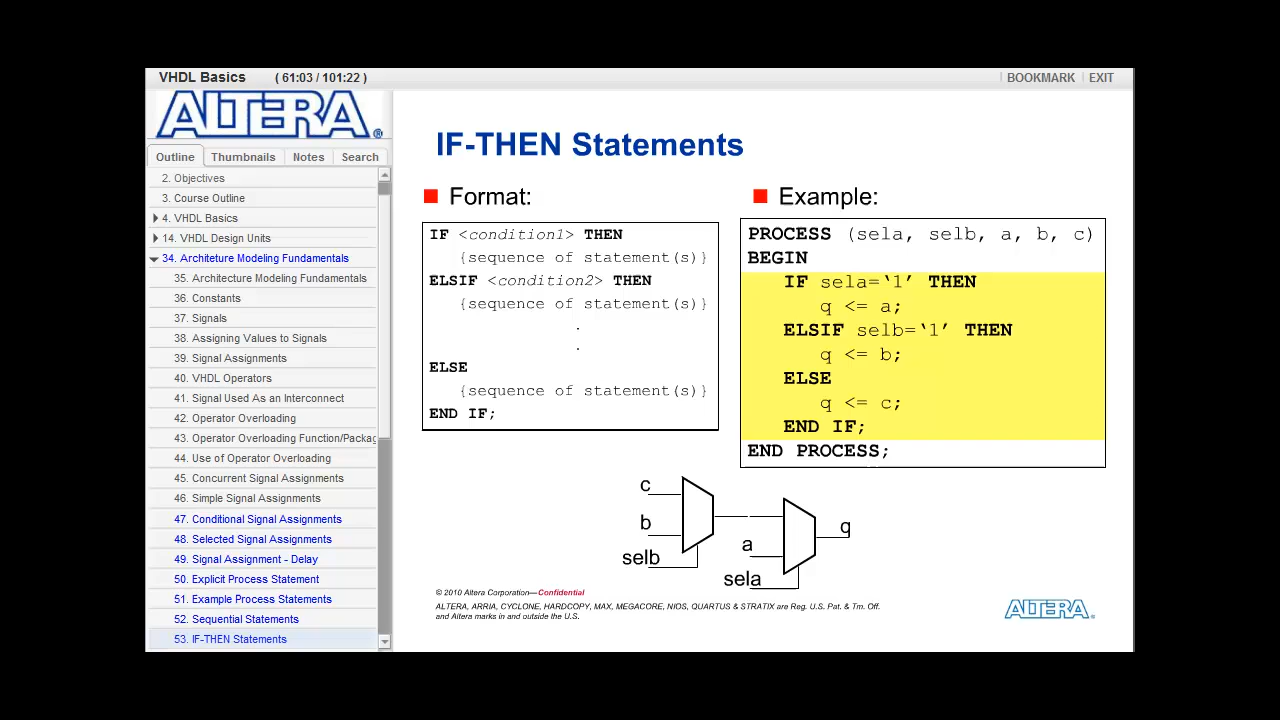 VHDL Basics ( 61:03 / 101:22 )
BOOKMARK EXIT
ALTERA®
Outline Thumbnails Notes Search
2. Objectives
3. Course Outline
4. VHDL Basics
14. VHDL Design Units
34. Architeture Modeling Fundamentals
35. Architecture Modeling Fundamentals
36. Constants
37. Signals
38. Assigning Values to Signals
39. Signal Assignments
40. VHDL Operators
41. Signal Used As an Interconnect
42. Operator Overloading
43. Operator Overloading Function/Packag
44. Use of Operator Overloading
45. Concurrent Signal Assignments
46. Simple Signal Assignments
47. Conditional Signal Assignments
48. Selected Signal Assignments
49. Signal Assignment - Delay
50. Explicit Process Statement
51. Example Process Statements
52. Sequential Statements
53. IF-THEN Statements
IF-THEN Statements
Format:
IF <condition1> THEN
{sequence of statement(s)}
ELSIF <condition2> THEN
{sequence of statement(s)}
.
.
ELSE
{sequence of statement(s)}
END IF;
Example:
PROCESS (sela, selb, a, b, c)
BEGIN
IF sela=‘1’ THEN
q <= a;
ELSIF selb=‘1’ THEN
q <= b;
ELSE
q <= c;
END IF;
END PROCESS;
c
b
selb
a
sela
q
© 2010 Altera Corporation—Confidential
ALTERA, ARRIA, CYCLONE, HARDCOPY, MAX, MEGACORE, NIOS, QUARTUS & STRATIX are Reg. U.S. Pat. & Tm. Off.
and Altera marks in and outside the U.S.
ALTERA.